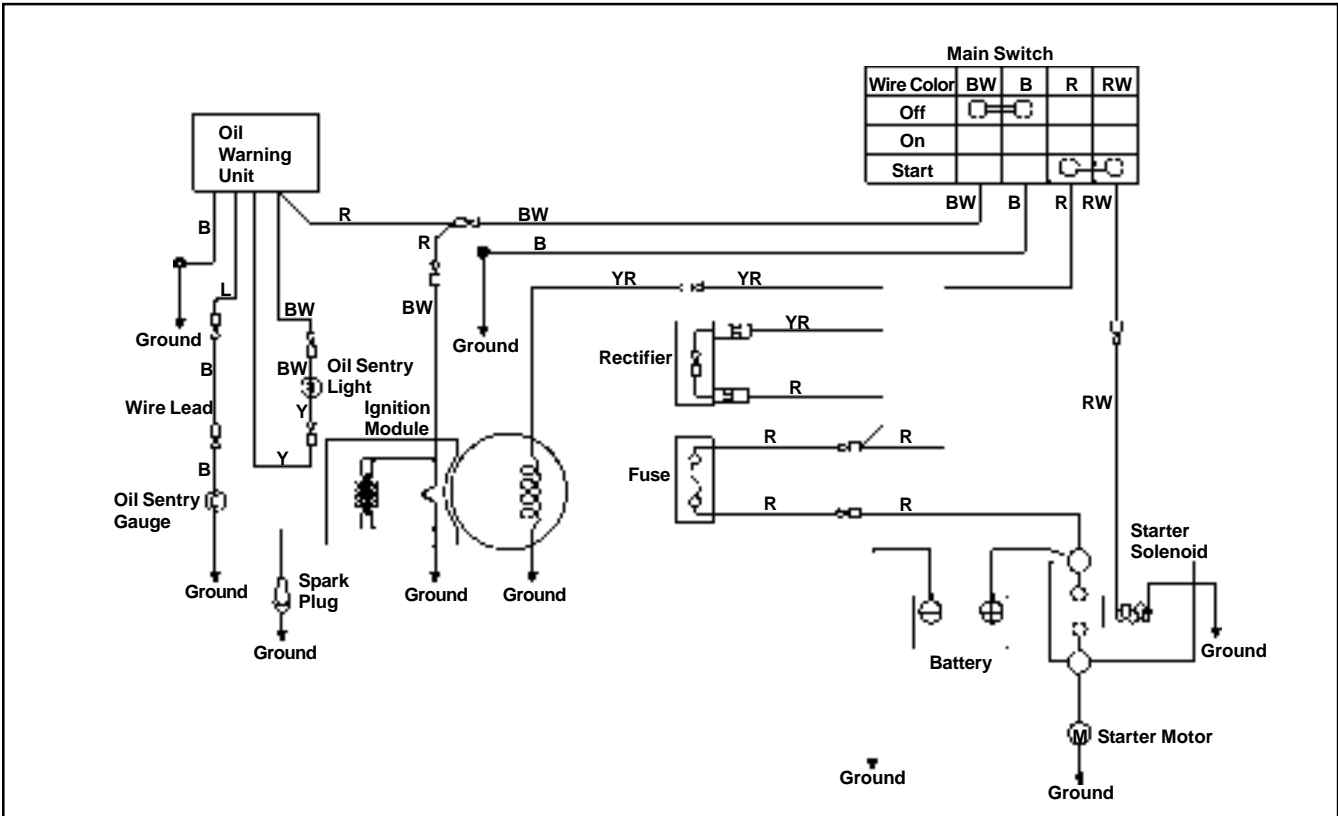 Main Switch
Wire Color BW B R RW
Off
On
Start
Oil
Warning
Unit
BW B R RW
B R BW
R B
L YR YR
BW BW
Ground Ground
YR
Rectifier
B BW Oil Sentry
Light
R
RW
Wire Lead Y Ignition
Module
R R
B Y
Fuse
Oil Sentry
Gauge
R R
Starter
Solenoid
Ground Spark
Plug
Ground Ground
Ground
Battery
Ground
M Starter Motor
Ground
Ground